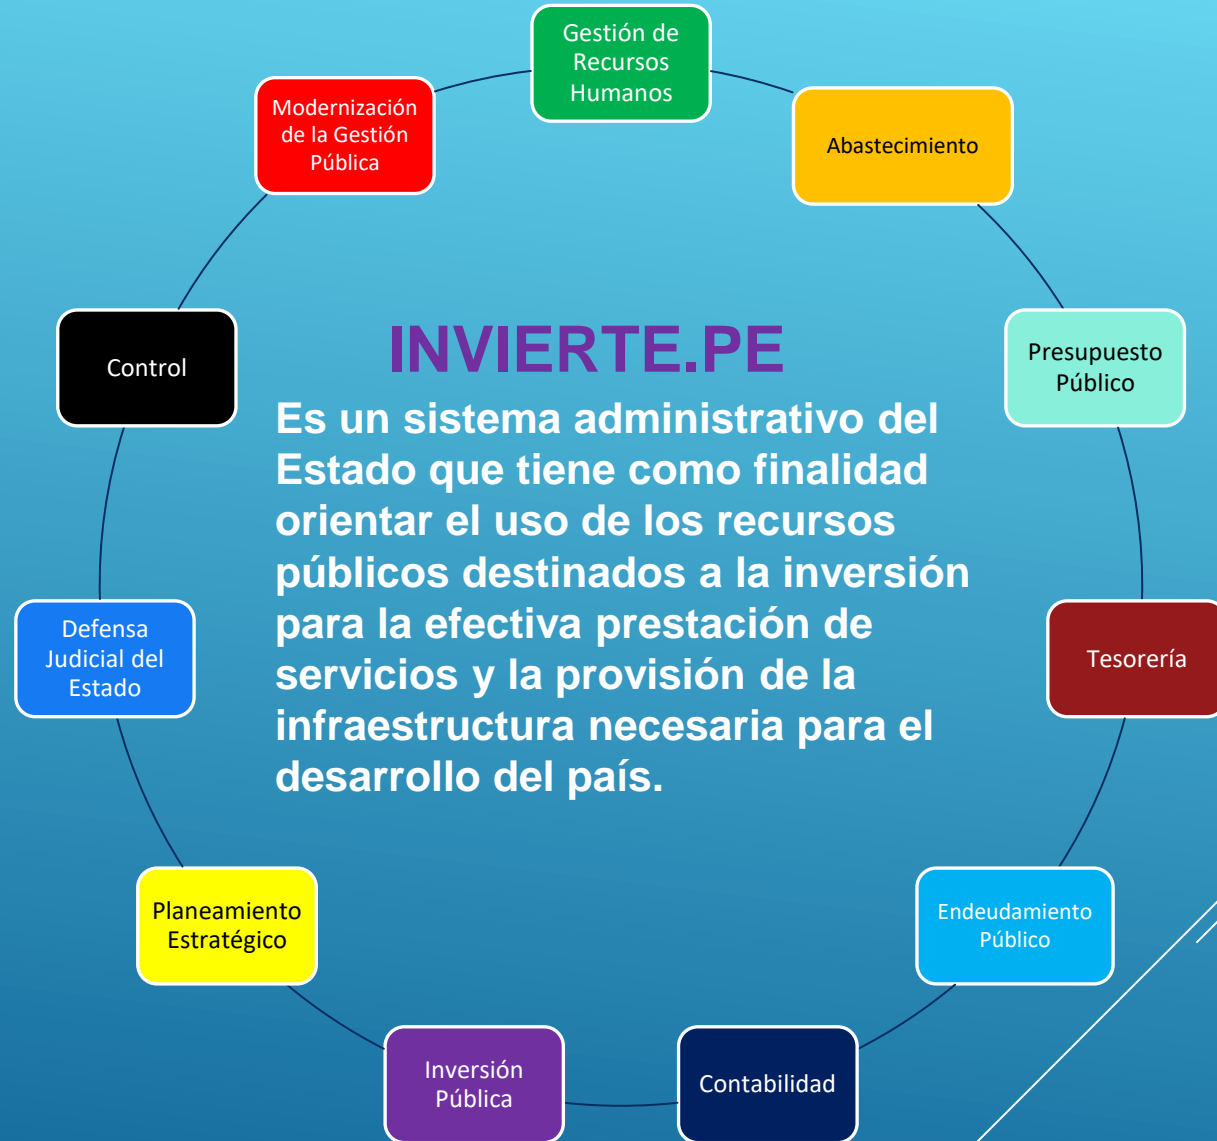 Gestión de
Recursos
Humanos
Abastecimiento
Presupuesto
Público
Tesorería
Endeudamiento
Público
Contabilidad
Inversión
Pública
Planeamiento
Estratégico
Defensa
Judicial del
Estado
Control
Modernización
de la Gestión
Pública
INVIERTE.PE
Es un sistema administrativo del
Estado que tiene como finalidad
orientar el uso de los recursos
públicos destinados a la inversión
para la efectiva prestación de
servicios y la provisión de la
infraestructura necesaria para el
desarrollo del país.